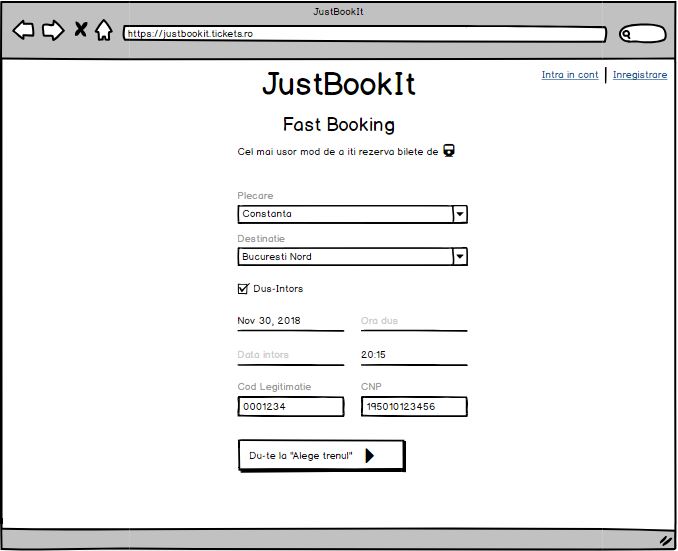 JustBookIt
https://justbookit.tickets.ro
Intra in cont Inregistrare
JustBookIt
Fast Booking
Cel mai usor mod de a iti rezerva bilete de
Plecare
Constanta
Destinatie
Bucuresti Nord
Dus-Intors
Nov 30, 2018 Ora dus
Data intors 20:15
Cod Legitimatie CNP
0001234 195010123456
Du-te la "Alege trenul"